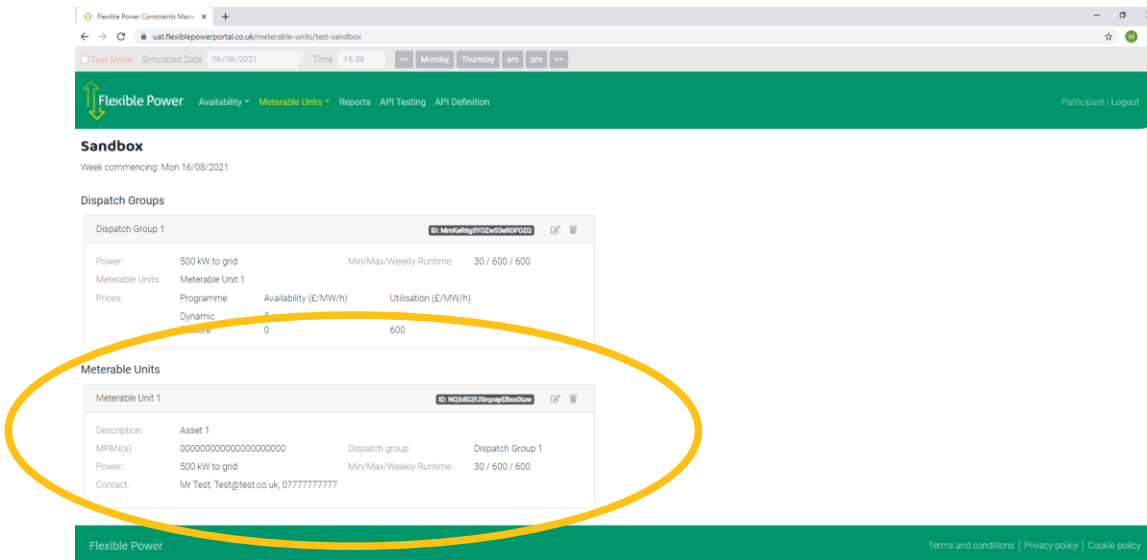 Flexible Power Constraints Mana
uat.flexiblepowerportal.co.uk/meterable-units/test-sandbox
M
Test Mode Simulated Date 06/08/2021 Time 15:38 << Monday Thursday am pm >>
Flexible Power Availability Meterable Units Reports API Testing API Definition Participant | Logout
Sandbox
Week commencing: Mon 16/08/2021
Dispatch Groups
Dispatch Group 1
Power: 500 kW to grid Min/Max/Weekly Runtime: 30 / 600 / 600
Meterable Units: Meterable Unit 1
Prices: Programme Availability (£/MW/h) Utilisation (£/MW/h)
Dynamic
0 600
Meterable Units
Meterable Unit 1
Description: Asset 1
MPAN(s): 000000000000000000000 Dispatch group: Dispatch Group 1
Power: 500 kW to grid Min/Max/Weekly Runtime: 30 / 600 / 600
Contact: Mr Test, Test@test.co.uk, 07777777777
Flexible Power Terms and conditions | Privacy policy | Cookie policy